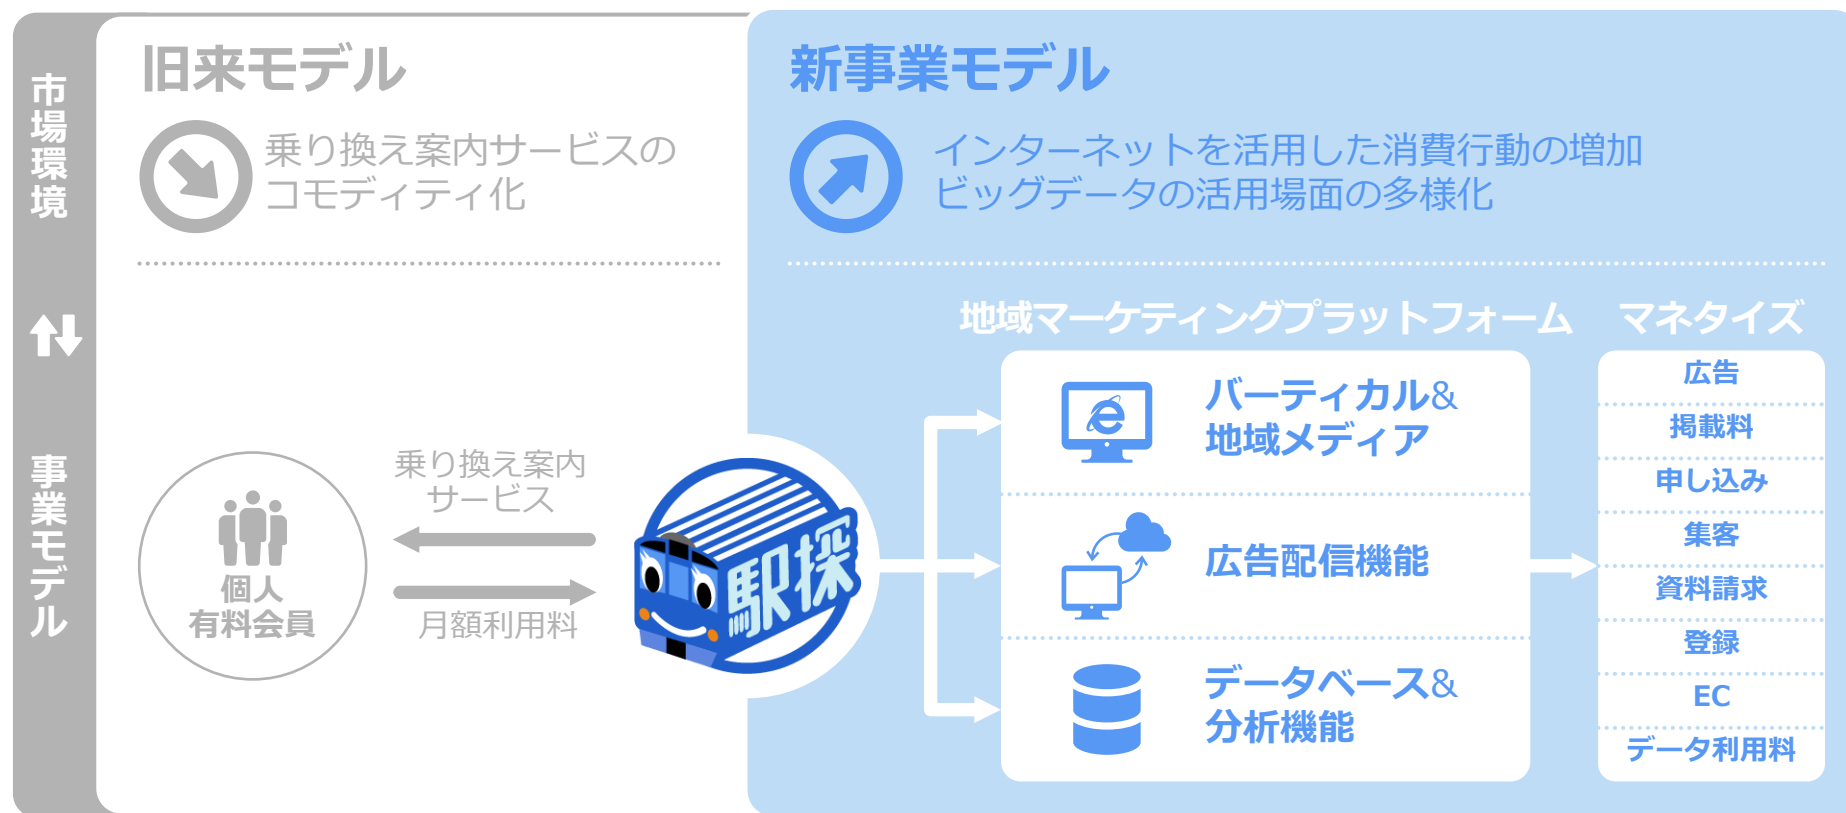 市場環境
事業モデル
旧来モデル
乗り換え案内サービスの
コモディティ化
個人
有料会員
乗り換え案内
サービス
月額利用料
駅探
新事業モデル
インターネットを活用した消費行動の増加
ビッグデータの活用場面の多様化
地域マーケティングプラットフォーム
バーティカル&
地域メディア
広告配信機能
データベース&
分析機能
マネタイズ
広告
掲載料
申し込み
集客
資料請求
登録
EC
データ利用料